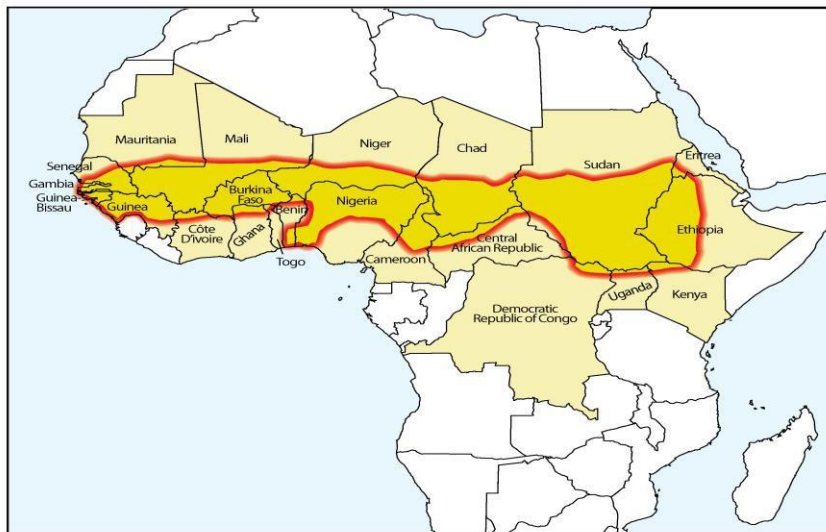 Mauritania
Mali
Niger
Chad
Sudan
Eritrea
Senegal
Gambia
Guinea-
Bissau
Guinea
Burkina
Faso
Côte
D'ivoire
Ghana
Togo
Benin
Nigeria
Cameroon
Central
African Republic
Ethiopia
Democratic
Republic of Congo
Uganda
Kenya